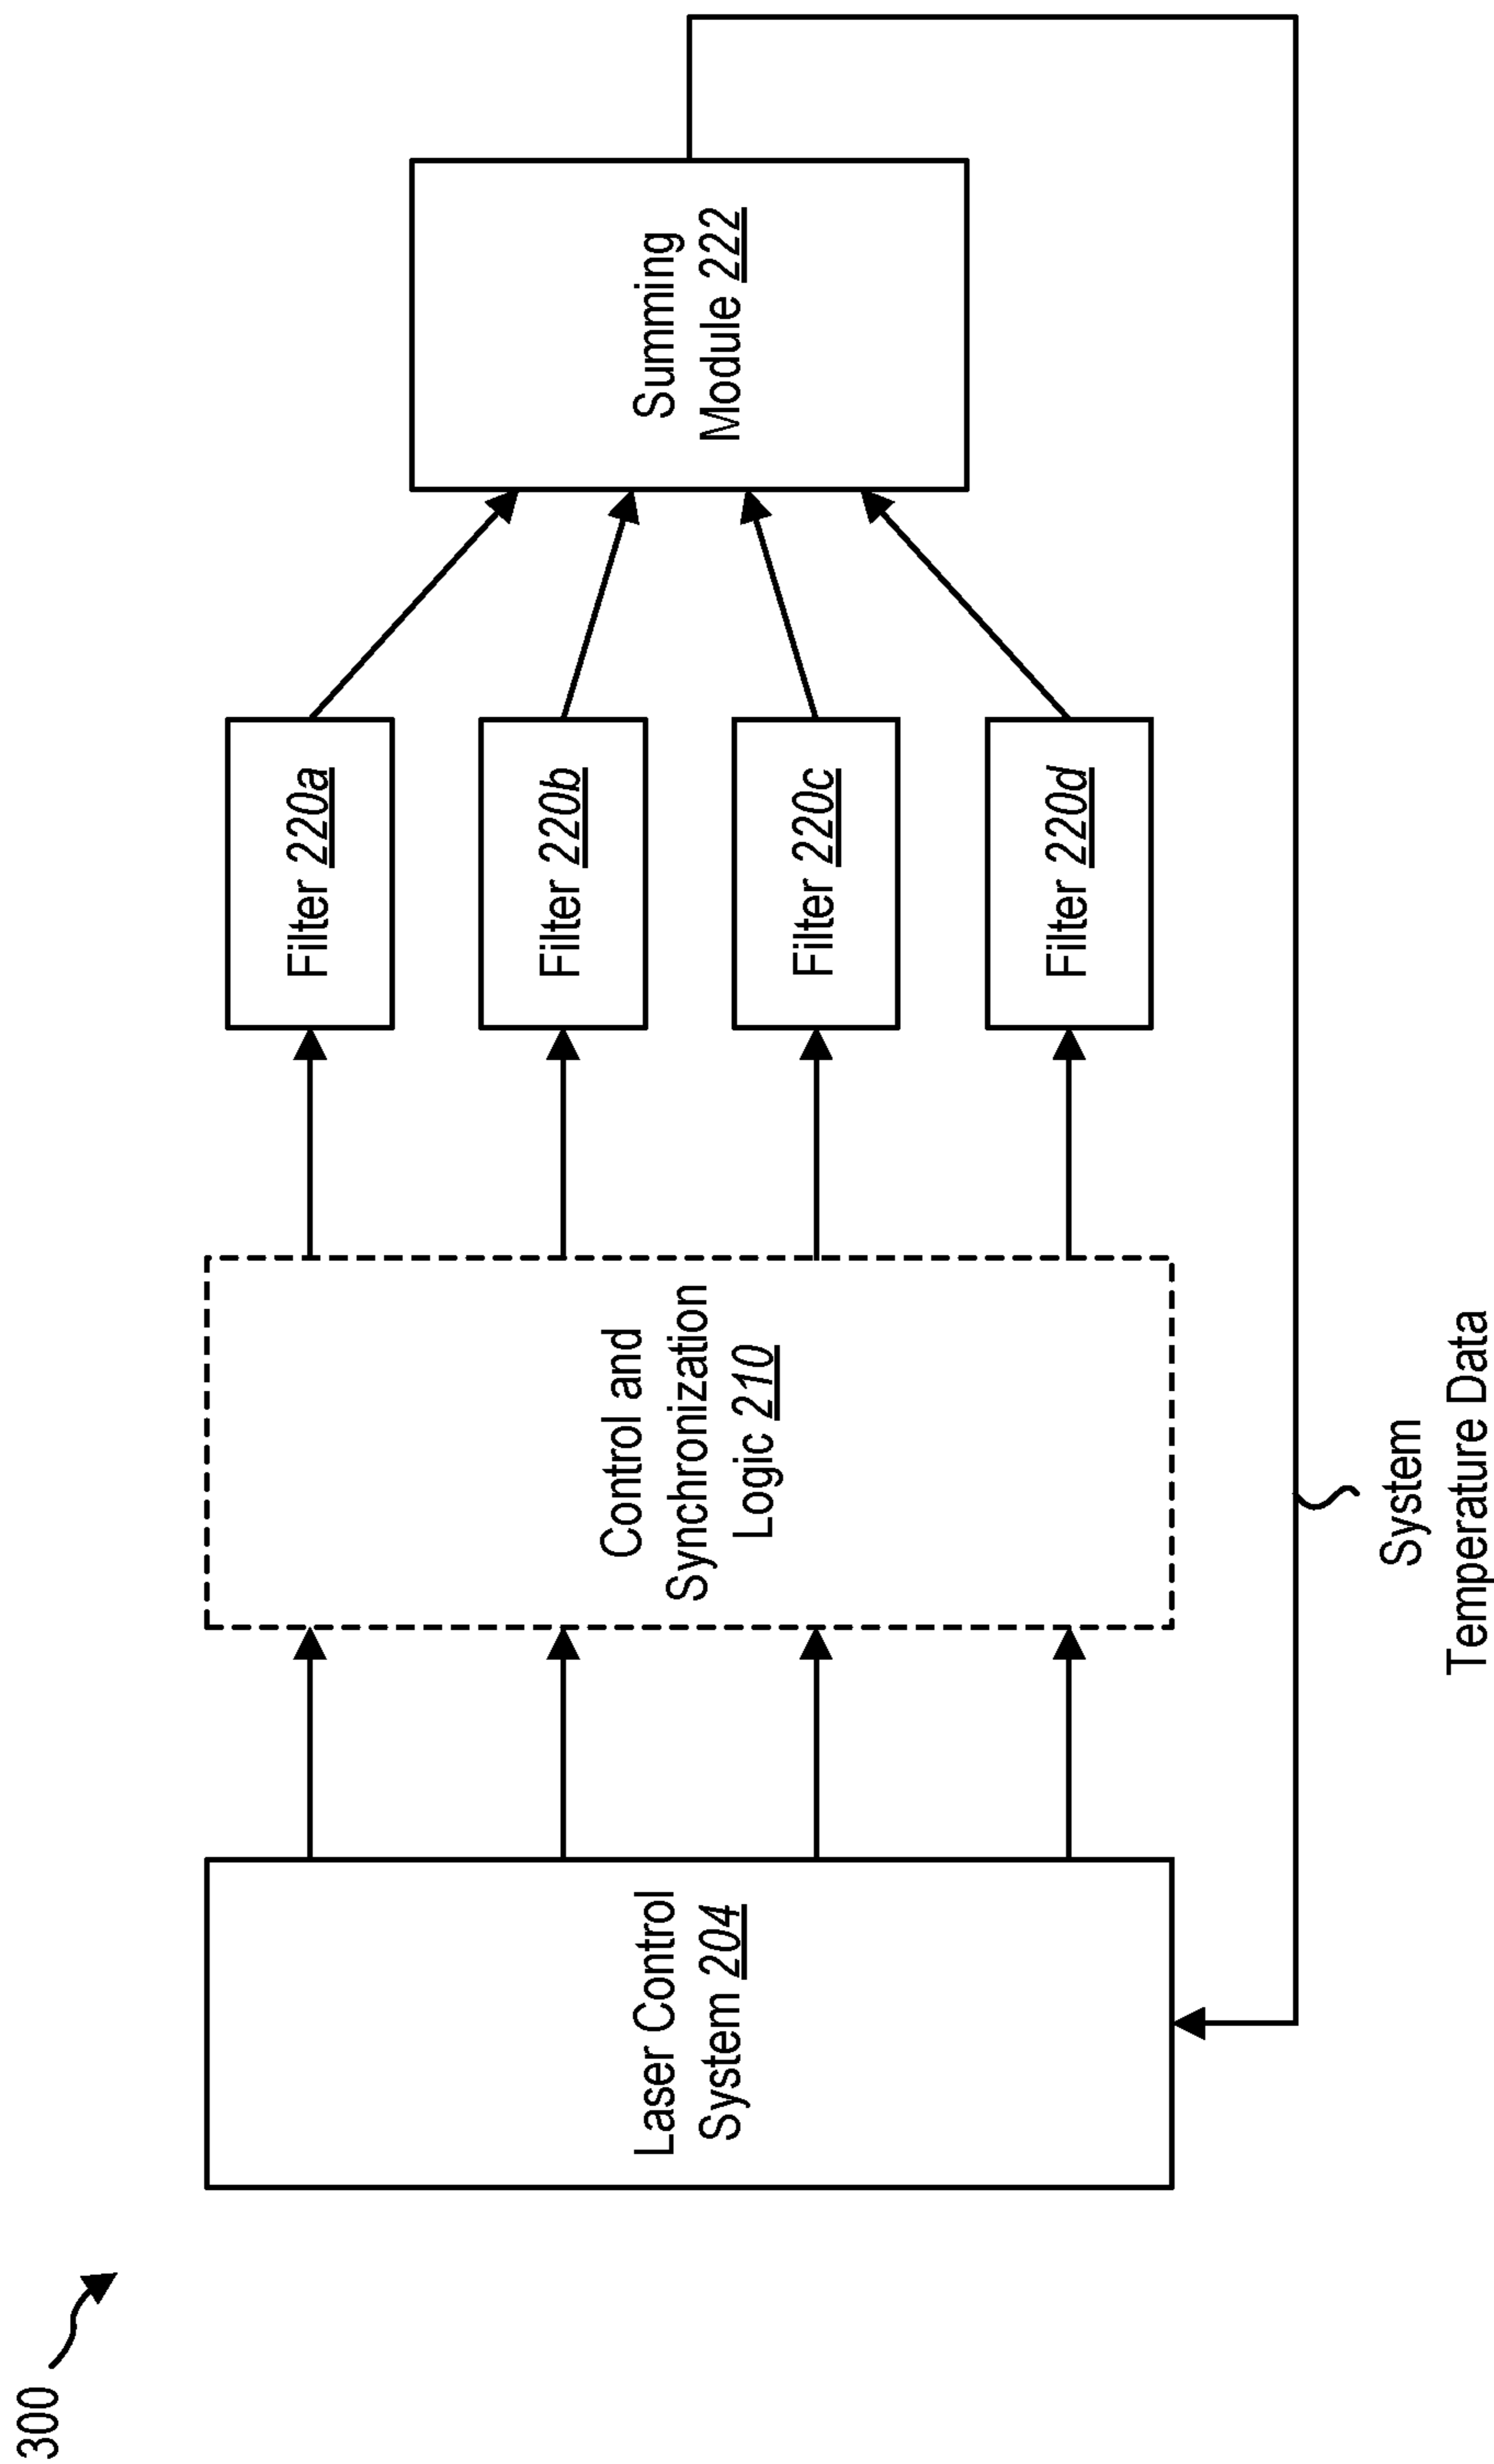 300
Laser Control
System 204
Control and
Synchronization
Logic 210
Filter 220a
Filter 220b
Filter 220c
Filter 220d
Summing
Module 222
System
Temperature Data